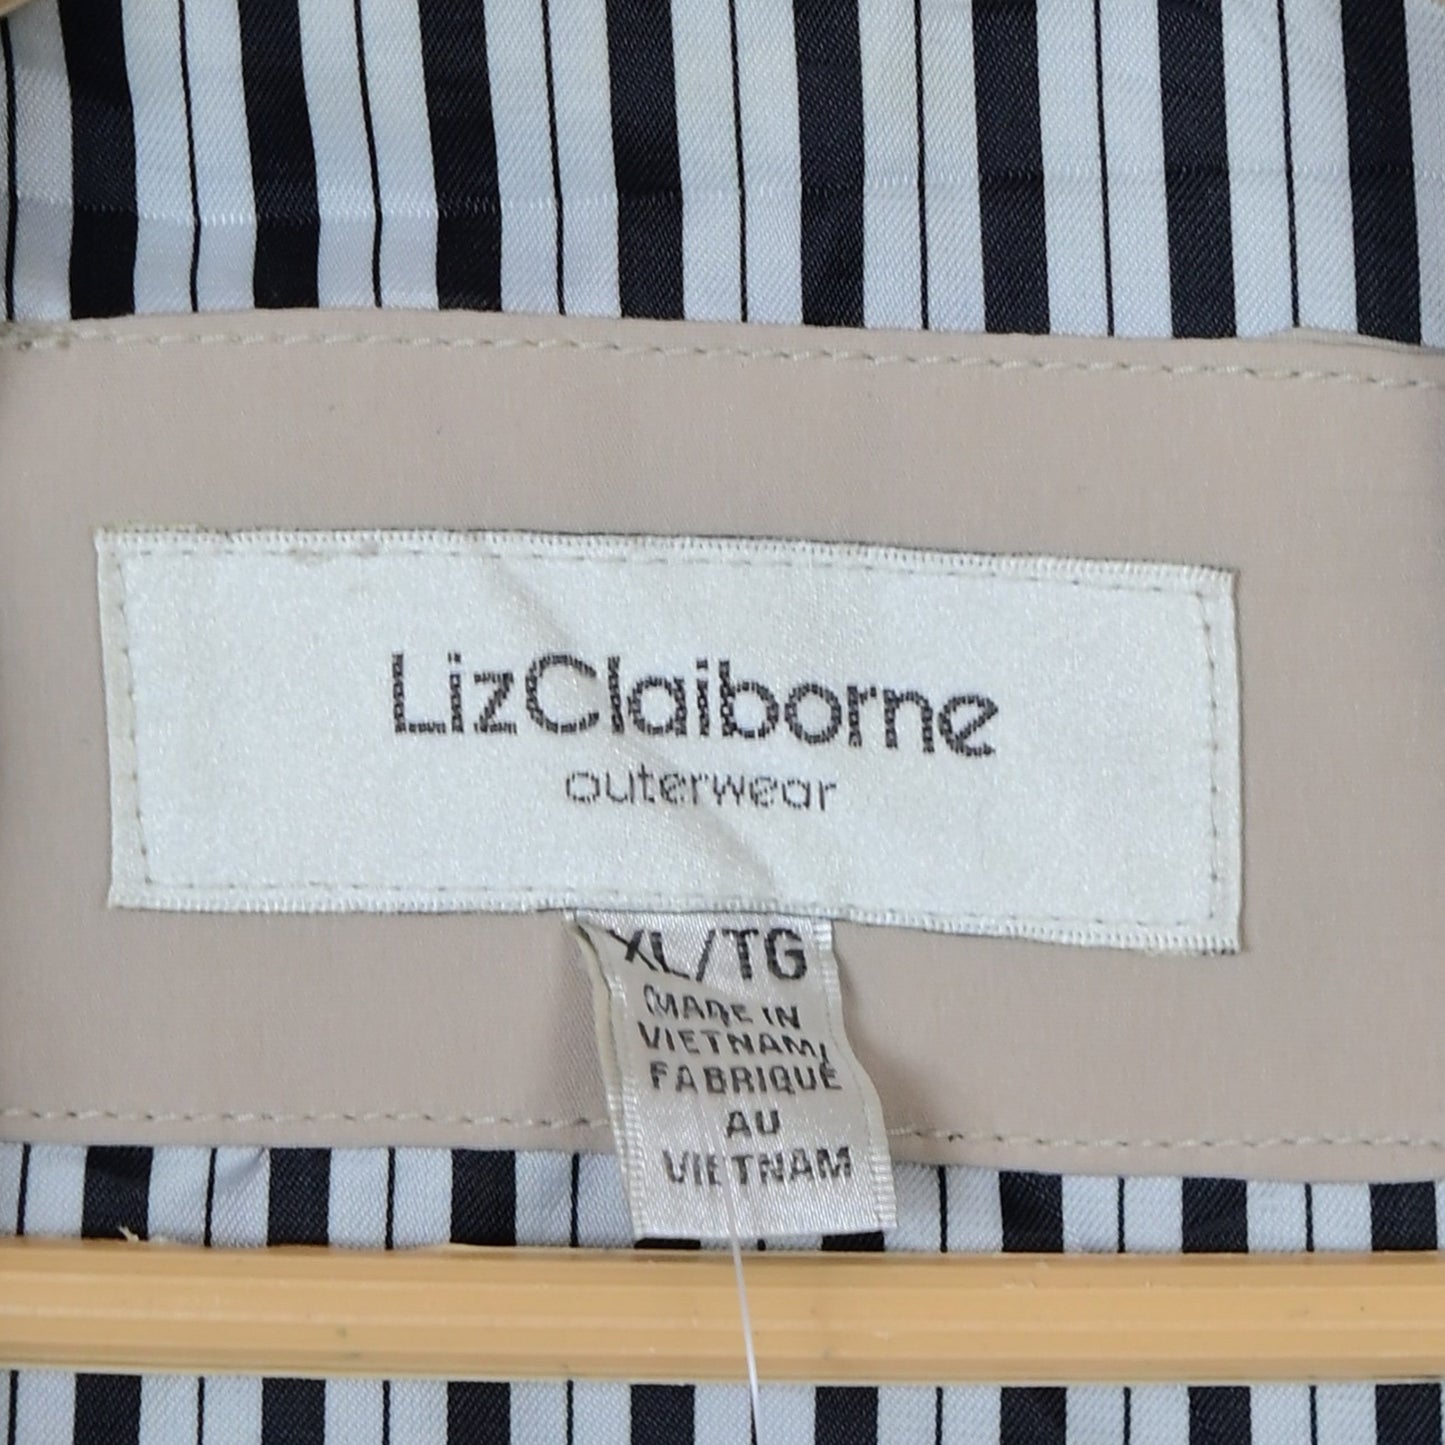 LizClaiborne
outerwear
XL/TG
MADE IN
VIETNAM
FABRIQUÉ
AU
VIETNAM